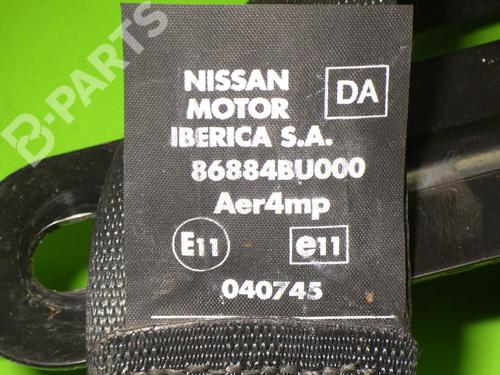 B-PARTS
NISSAN
MOTOR
IBERICA S.A.
DA
86884BU000
Aer4mp
E11
e11
040745